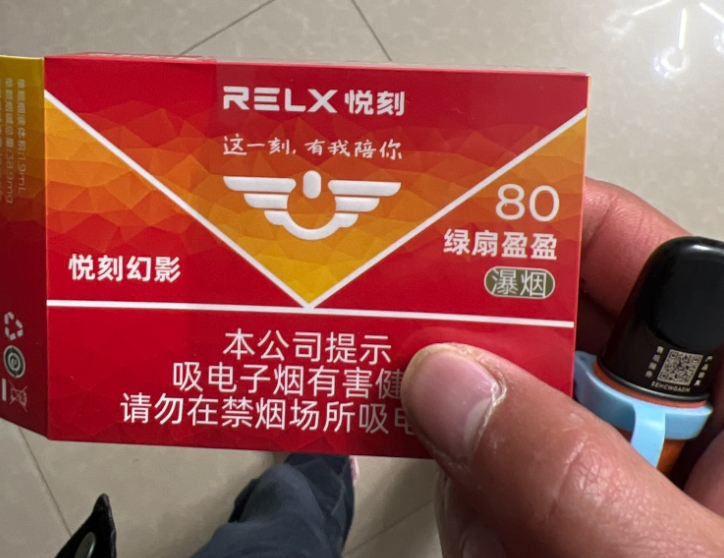 RELX 悦刻
这一刻, 有我陪你
80
绿扇盈盈
瀑烟
悦刻幻影
本公司提示
吸电子烟有害健
请勿在禁烟场所吸电